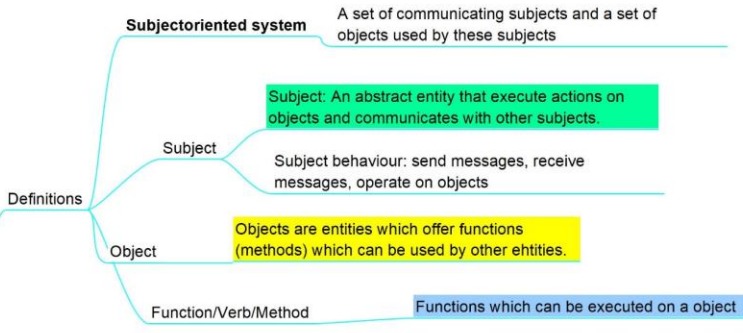 Subjectoriented system
A set of communicating subjects and a set of
objects used by these subjects
Subject: An abstract entity that execute actions on
objects and communicates with other subjects.
Subject
Subject behaviour: send messages, receive
messages, operate on objects
Definitions
Objects are entities which offer functions
(methods) which can be used by other ehtities.
Object
Function/Verb/Method
Functions which can be executed on a object